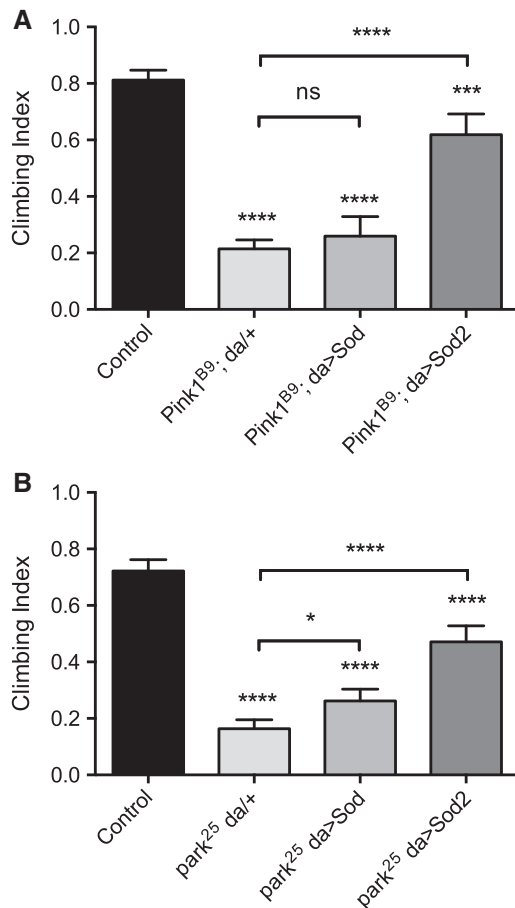 A
1.0
****
0.8
ns
***
0.6
Climbing Index
0.4
****
****
0.2
0.0
Control
Pink1ᴮ⁹; da/+
Pink1ᴮ⁹; da>Sod
Pink1ᴮ⁹; da>Sod2
B
1.0
0.8
****
****
0.6
*
Climbing Index
0.4
****
****
0.2
0.0
Control
park²⁵ da/+
park²⁵ da>Sod
park²⁵ da>Sod2